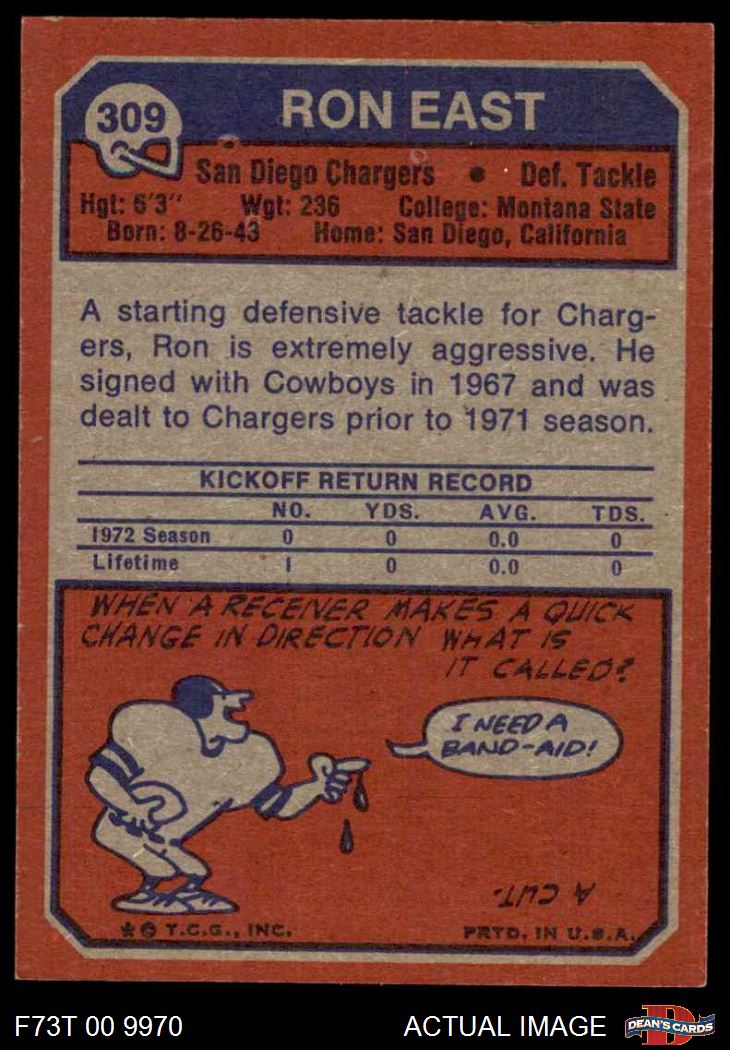 309
RON EAST
San Diego Chargers • Def. Tackle
Hgt: 6'3" Wgt: 236 College: Montana State
Born: 8-26-43 Home: San Diego, California
A starting defensive tackle for Charg-
ers, Ron is extremely aggressive. He
signed with Cowboys in 1967 and was
dealt to Chargers prior to 1971 season.
KICKOFF RETURN RECORD
NO. YDS. AVG. TDS.
1972 Season 0 0 0.0 0
Lifetime 1 0 0.0 0
WHEN A RECEIVER MAKES A QUICK
CHANGE IN DIRECTION WHAT IS
IT CALLED?
I NEED A
BAND-AID!
A CUT.
* © T.C.G., INC. PRTD. IN U.S.A.
F73T 00 9970 ACTUAL IMAGE D
DEAN'S CARDS